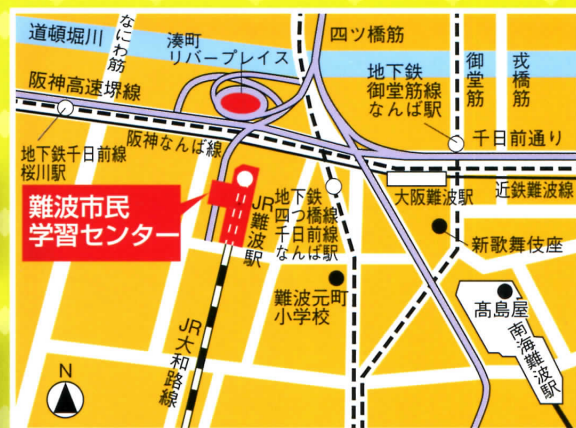 道頓堀川
なにわ筋
湊町
リバープレイス
四ツ橋筋
地下鉄
御堂筋線
なんば駅
御堂筋
戎橋筋
阪神高速堺線
阪神なんば線
地下鉄千日前線
桜川駅
千日前通り
大阪難波駅
近鉄難波線
難波市民
学習センター
JR難波駅
地下鉄
四つ橋線
千日前線
なんば駅
新歌舞伎座
難波元町
小学校
髙島屋
南海難波駅
JR大和路線
N